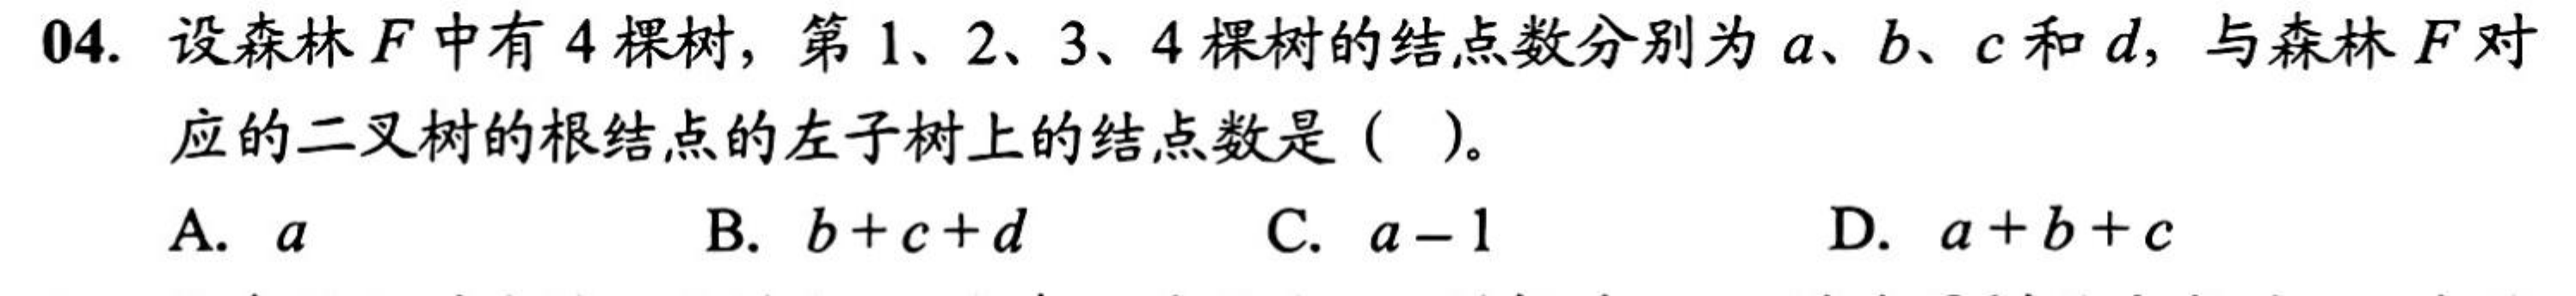 04. 设森林 F 中有 4 棵树，第 1、2、3、4 棵树的结点数分别为 a、b、c 和 d，与森林 F 对
应的二叉树的根结点的左子树上的结点数是（ ）。
A. a B. b + c + d C. a – 1 D. a + b + c